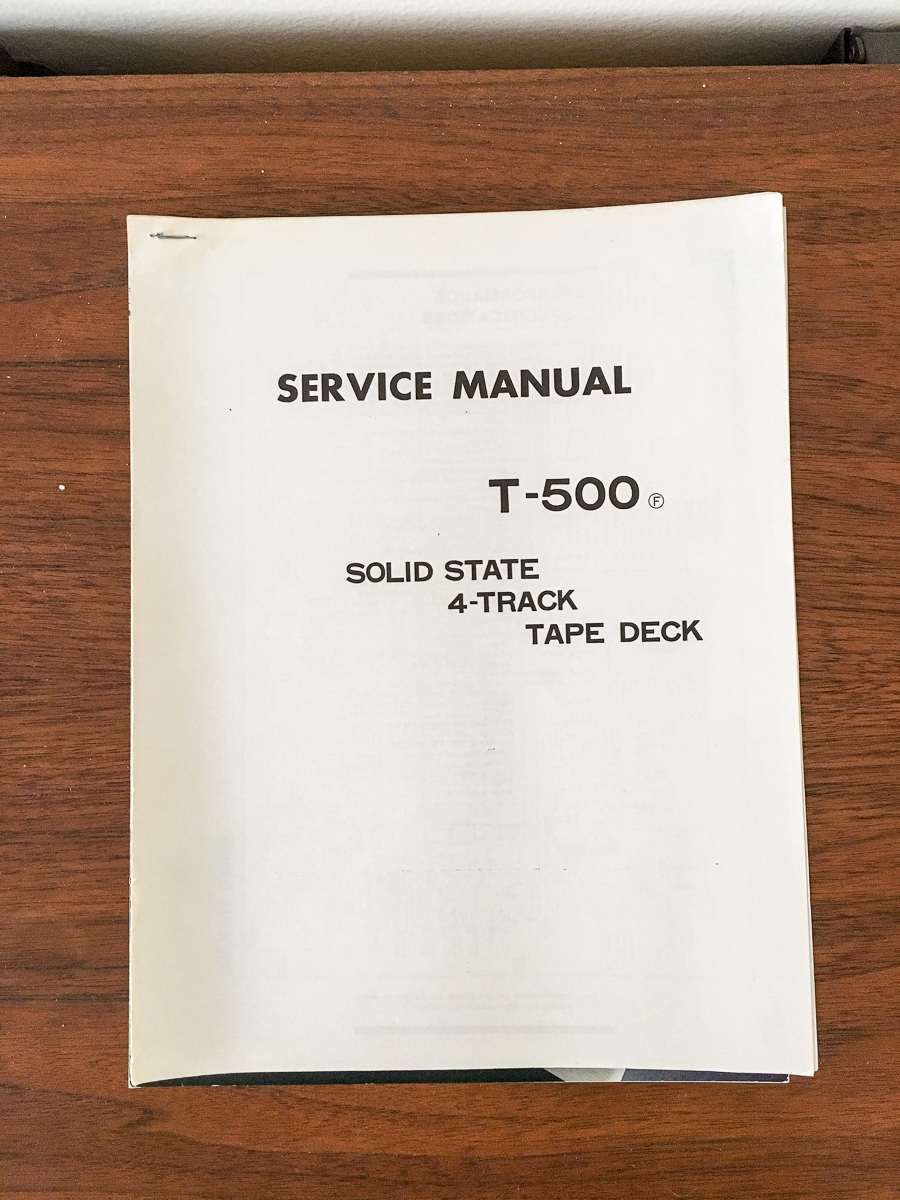 SERVICE MANUAL
T-500 Ⓕ
SOLID STATE
4-TRACK
TAPE DECK